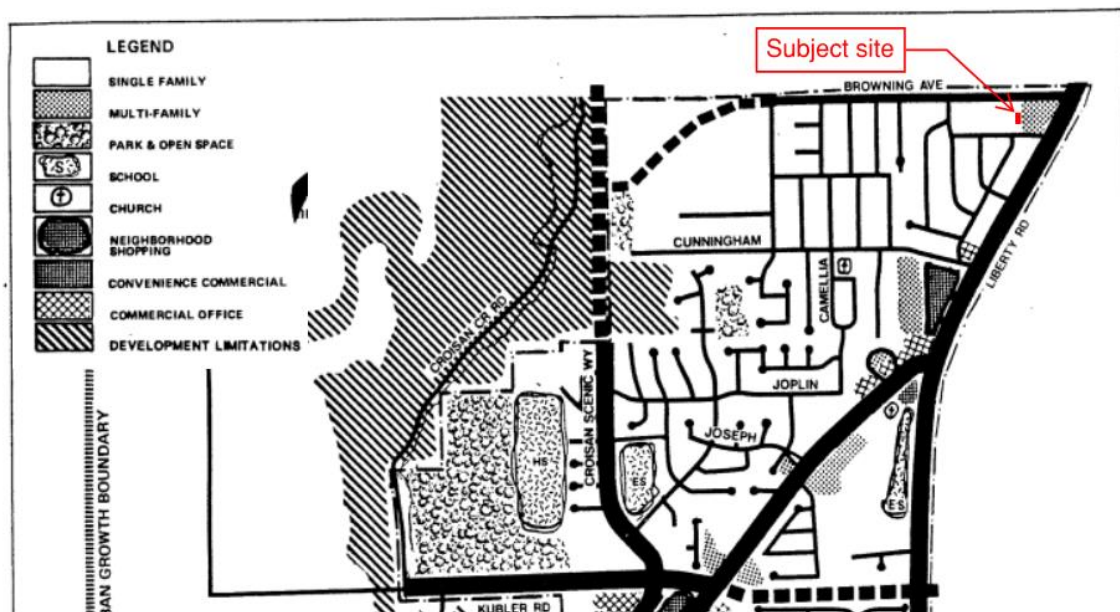 LEGEND
SINGLE FAMILY
MULTI-FAMILY
PARK & OPEN SPACE
S
SCHOOL
CHURCH
NEIGHBORHOOD
SHOPPING
CONVENIENCE COMMERCIAL
COMMERCIAL OFFICE
DEVELOPMENT LIMITATIONS
Subject site
BROWNING AVE
CUNNINGHAM
LIBERTY RD
CAMELLIA
CROISAN CR RD
JOPLIN
CROISAN SCENIC WY
JOSEPH
HS
ES
ES
AN GROWTH BOUNDARY
KUBLER RD